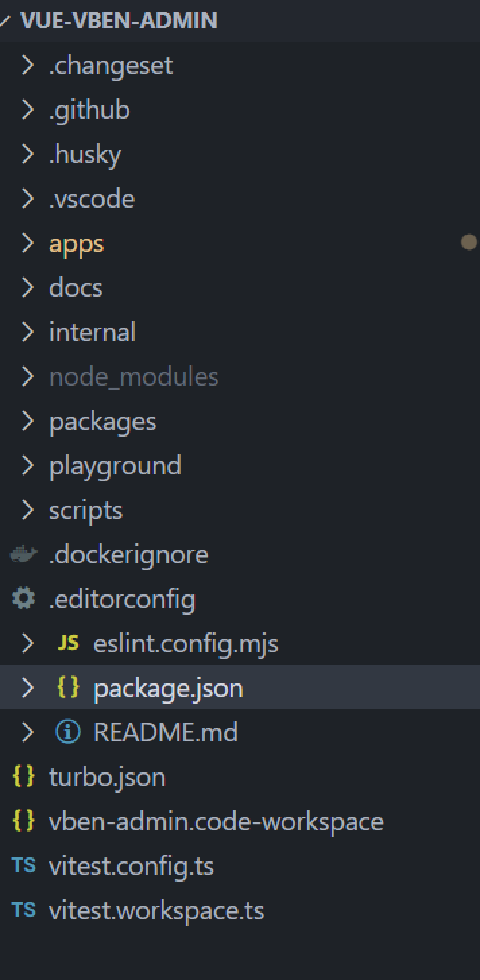 VUE-VBEN-ADMIN
.changeset
.github
.husky
.vscode
apps
docs
internal
node_modules
packages
playground
scripts
.dockerignore
.editorconfig
JS eslint.config.mjs
{} package.json
README.md
{} turbo.json
{} vben-admin.code-workspace
TS vitest.config.ts
TS vitest.workspace.ts